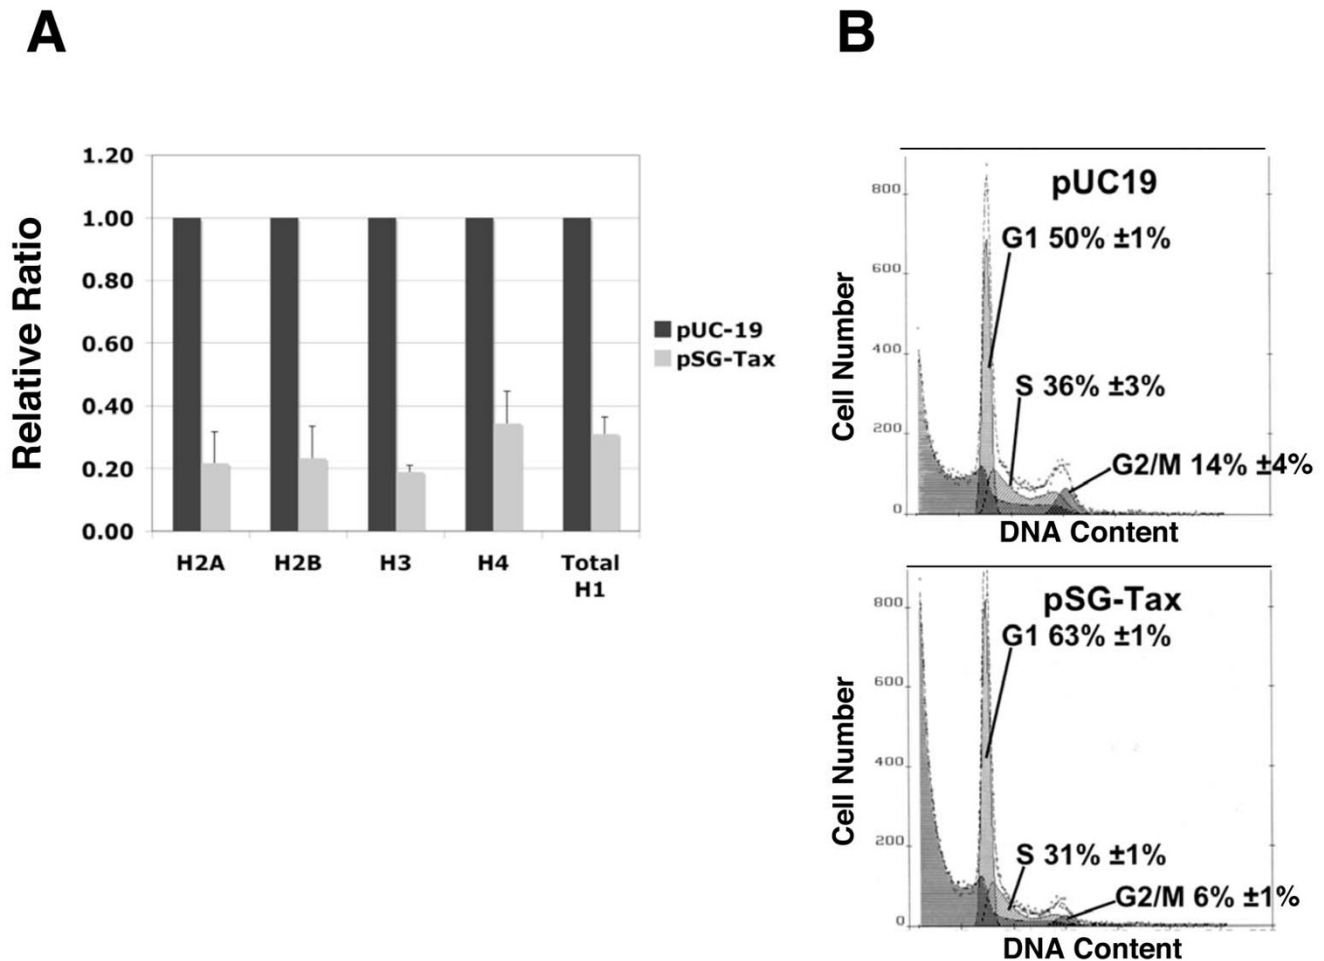 A
B
1.20
1.00
0.80
0.60
0.40
0.20
0.00
Relative Ratio
H2A
H2B
H3
H4
Total
H1
pUC-19
pSG-Tax
pUC19
G1 50% ±1%
S 36% ±3%
G2/M 14% ±4%
800
600
400
200
0
Cell Number
DNA Content
pSG-Tax
G1 63% ±1%
S 31% ±1%
G2/M 6% ±1%
800
600
400
200
0
Cell Number
DNA Content